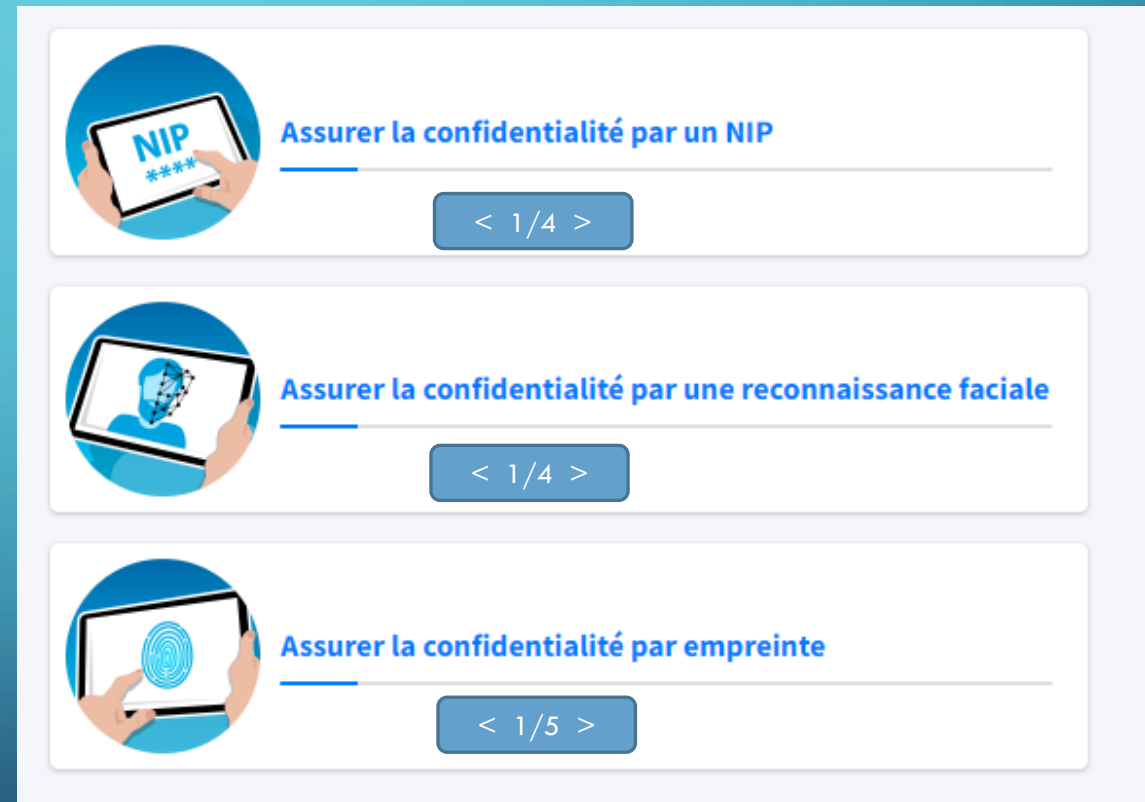 NIP
****
Assurer la confidentialité par un NIP
< 1/4 >
Assurer la confidentialité par une reconnaissance faciale
< 1/4 >
Assurer la confidentialité par empreinte
< 1/5 >